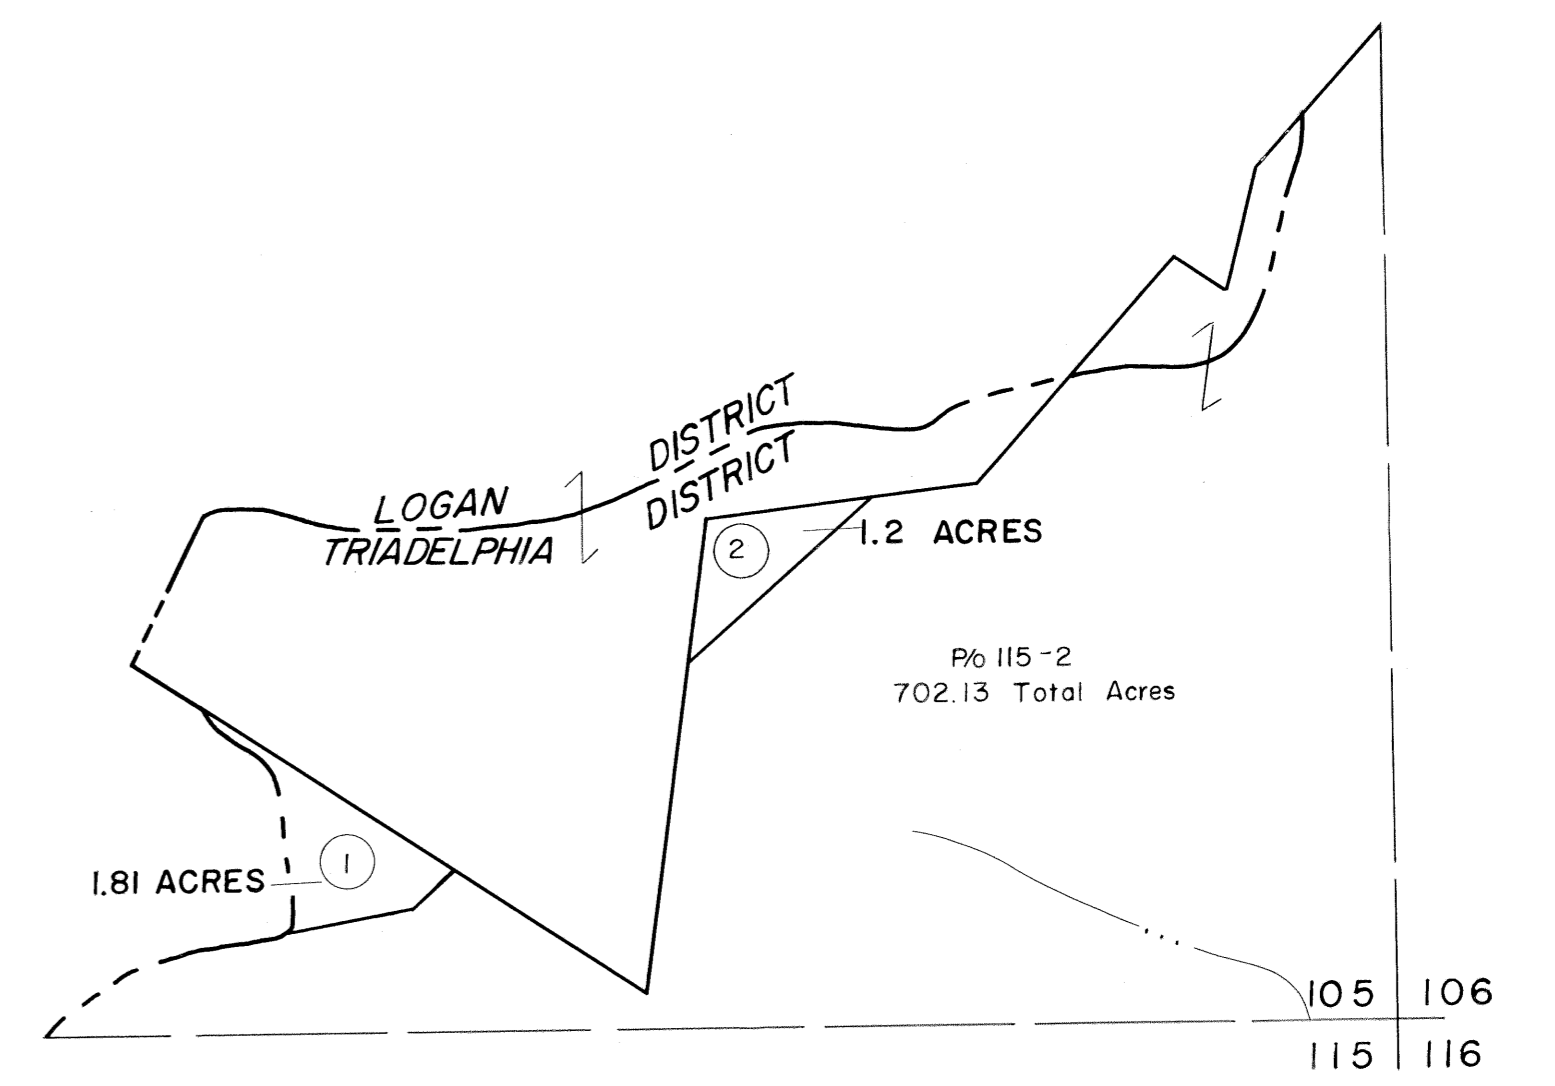 DISTRICT
DISTRICT
LOGAN
TRIADELPHIA
2
1.2 ACRES
P/o 115-2
702.13 Total Acres
1
1.81 ACRES
105 106
115 116